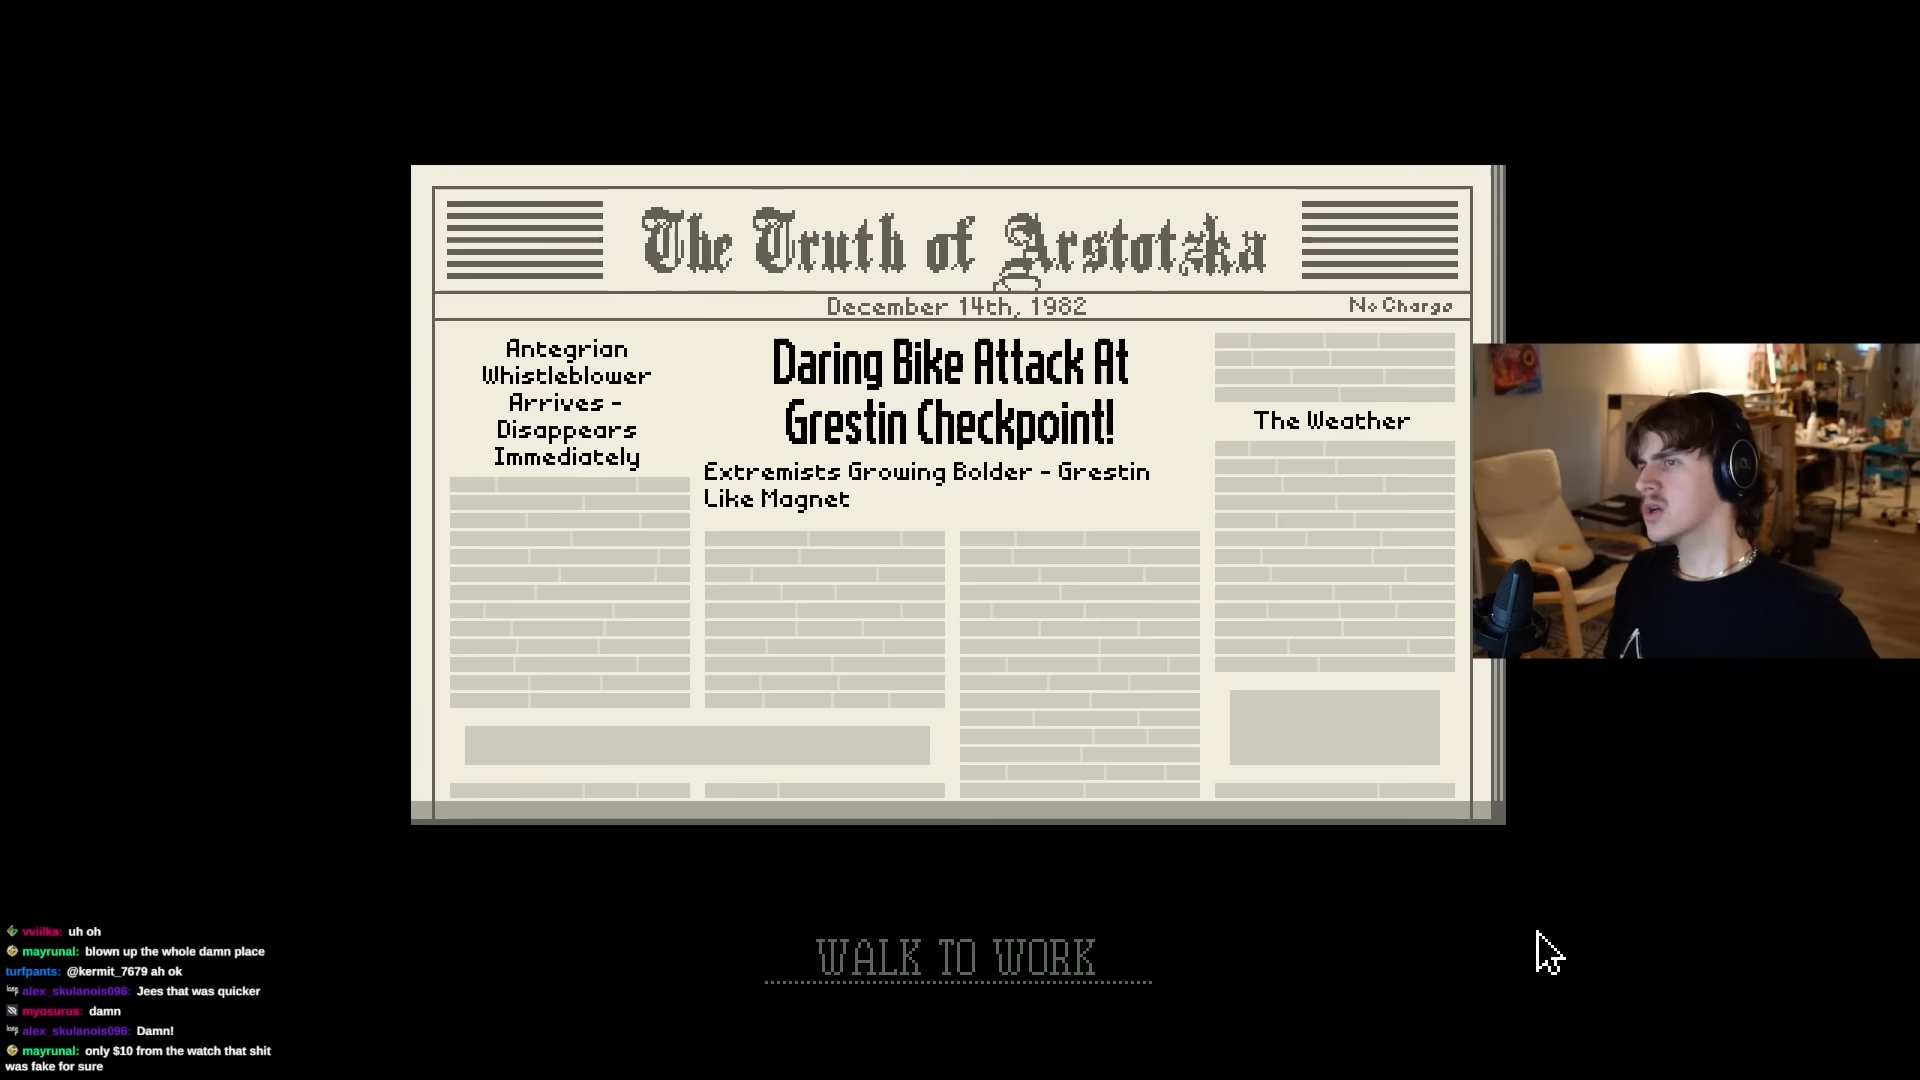 The Truth of Arstotzka
December 14th, 1982
No Charge
Antegrian
Whistleblower
Arrives -
Disappears
Immediately
Daring Bike Attack At
Grestin Checkpoint!
Extremists Growing Bolder - Grestin
Like Magnet
The Weather
vviilka: uh oh
mayrunal: blown up the whole damn place
turfpants: @kermit_7679 ah ok
alex_skulanois096: Jees that was quicker
myosurus: damn
alex_skulanois096: Damn!
mayrunal: only $10 from the watch that shit
was fake for sure
WALK TO WORK